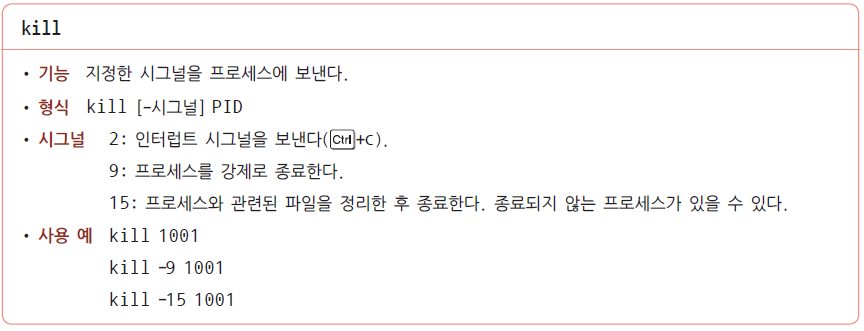 kill
• 기능 지정한 시그널을 프로세스에 보낸다.
• 형식 kill [-시그널] PID
• 시그널 2: 인터럽트 시그널을 보낸다(Ctrl+C).
9: 프로세스를 강제로 종료한다.
15: 프로세스와 관련된 파일을 정리한 후 종료한다. 종료되지 않는 프로세스가 있을 수 있다.
• 사용 예 kill 1001
kill -9 1001
kill -15 1001